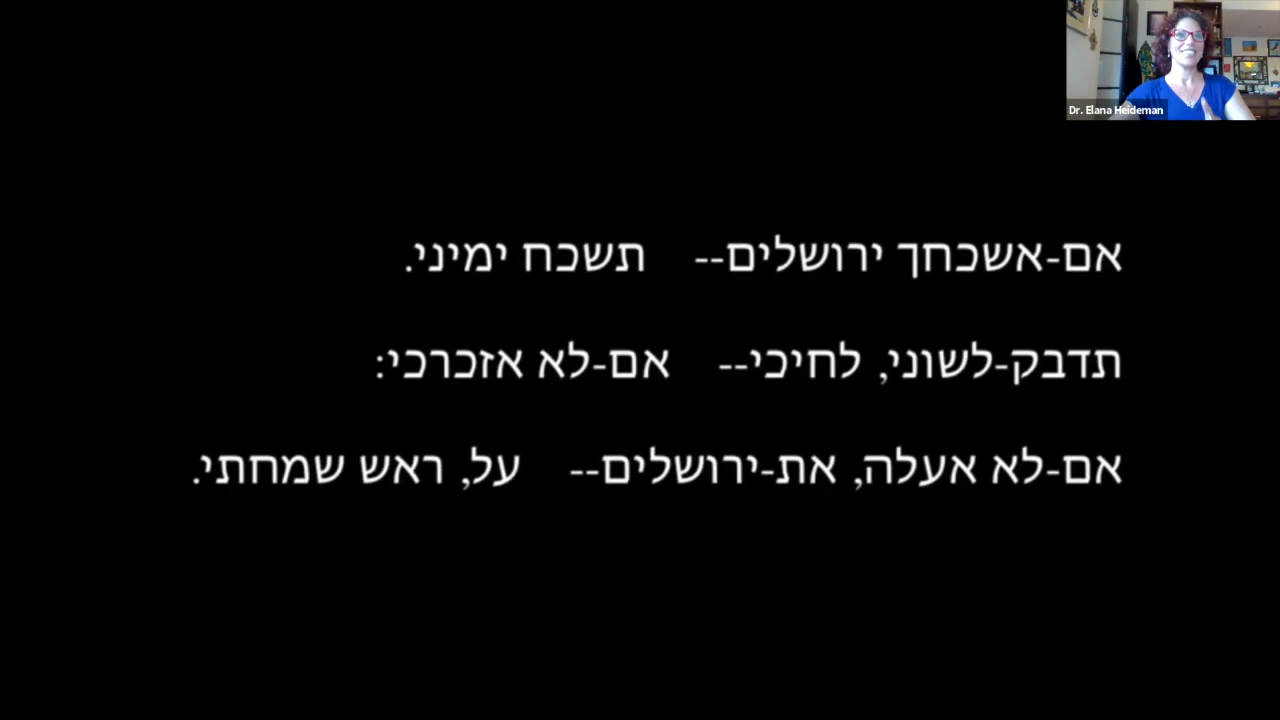 Dr. Elana Heideman
אם-אשכחך ירושלים--    תשכח ימיני.
תדבק-לשוני, לחיכי--    אם-לא אזכרכי:
אם-לא אעלה, את-ירושלים--    על, ראש שמחתי.